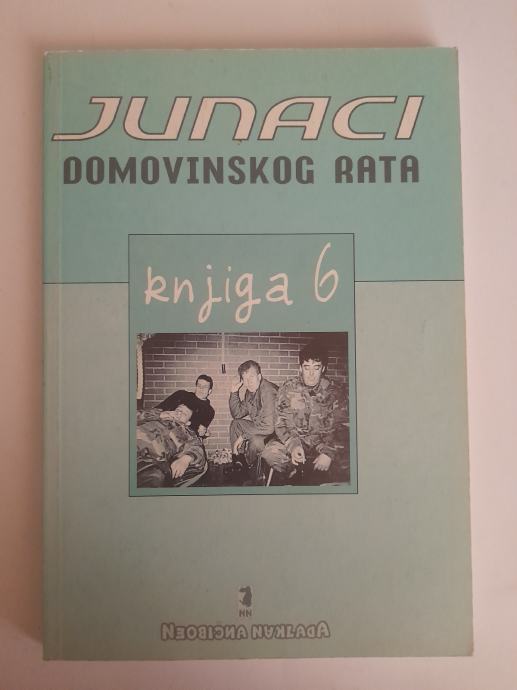 JUNACI
DOMOVINSKOG RATA
knjiga 6
NN
NEOBIČNA NAKLADA